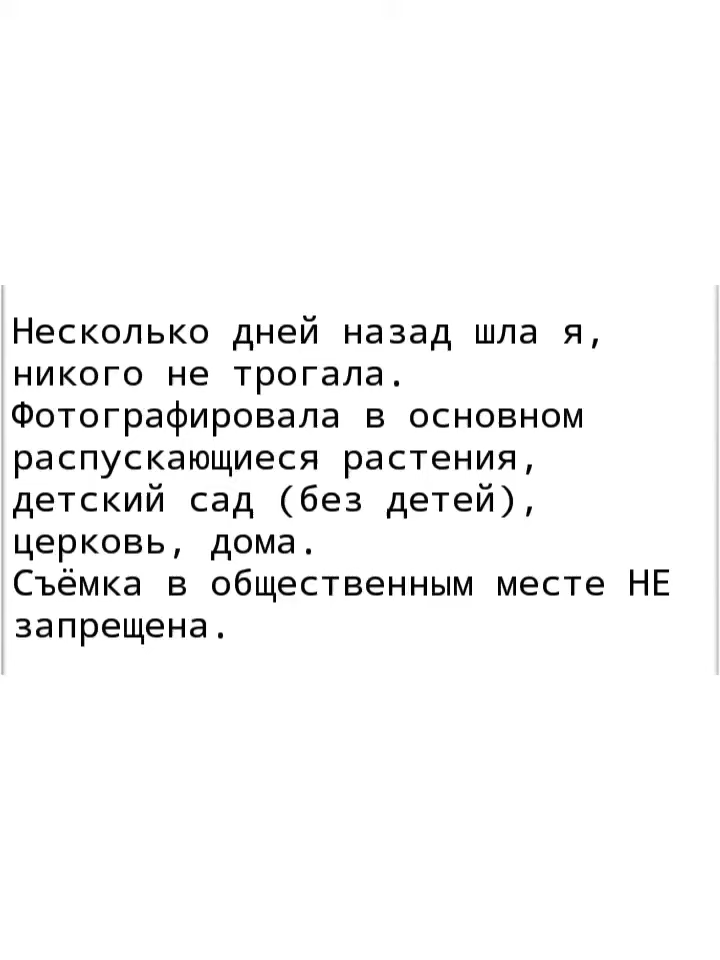 Несколько дней назад шла я,
никого не трогала.
Фотографировала в основном
распускающиеся растения,
детский сад (без детей),
церковь, дома.
Съёмка в общественным месте НЕ
запрещена.